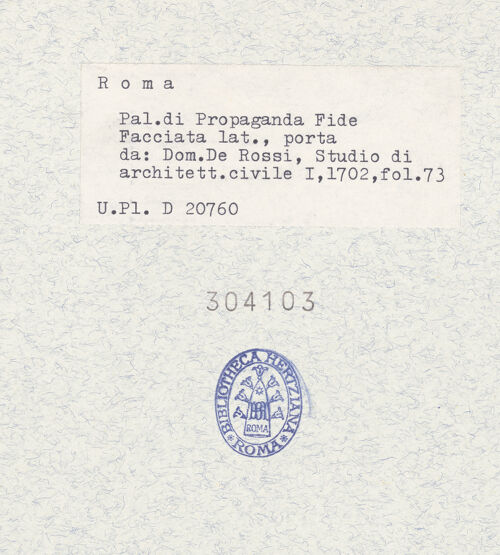 R o m a
Pal.di Propaganda Fide
Facciata lat., porta
da: Dom.De Rossi, Studio di
architett.civile I,1702,fol.73
U.Pl. D 20760
304103
BIBLIOTHECA HERTZIANA
ROMA
* ROMA *